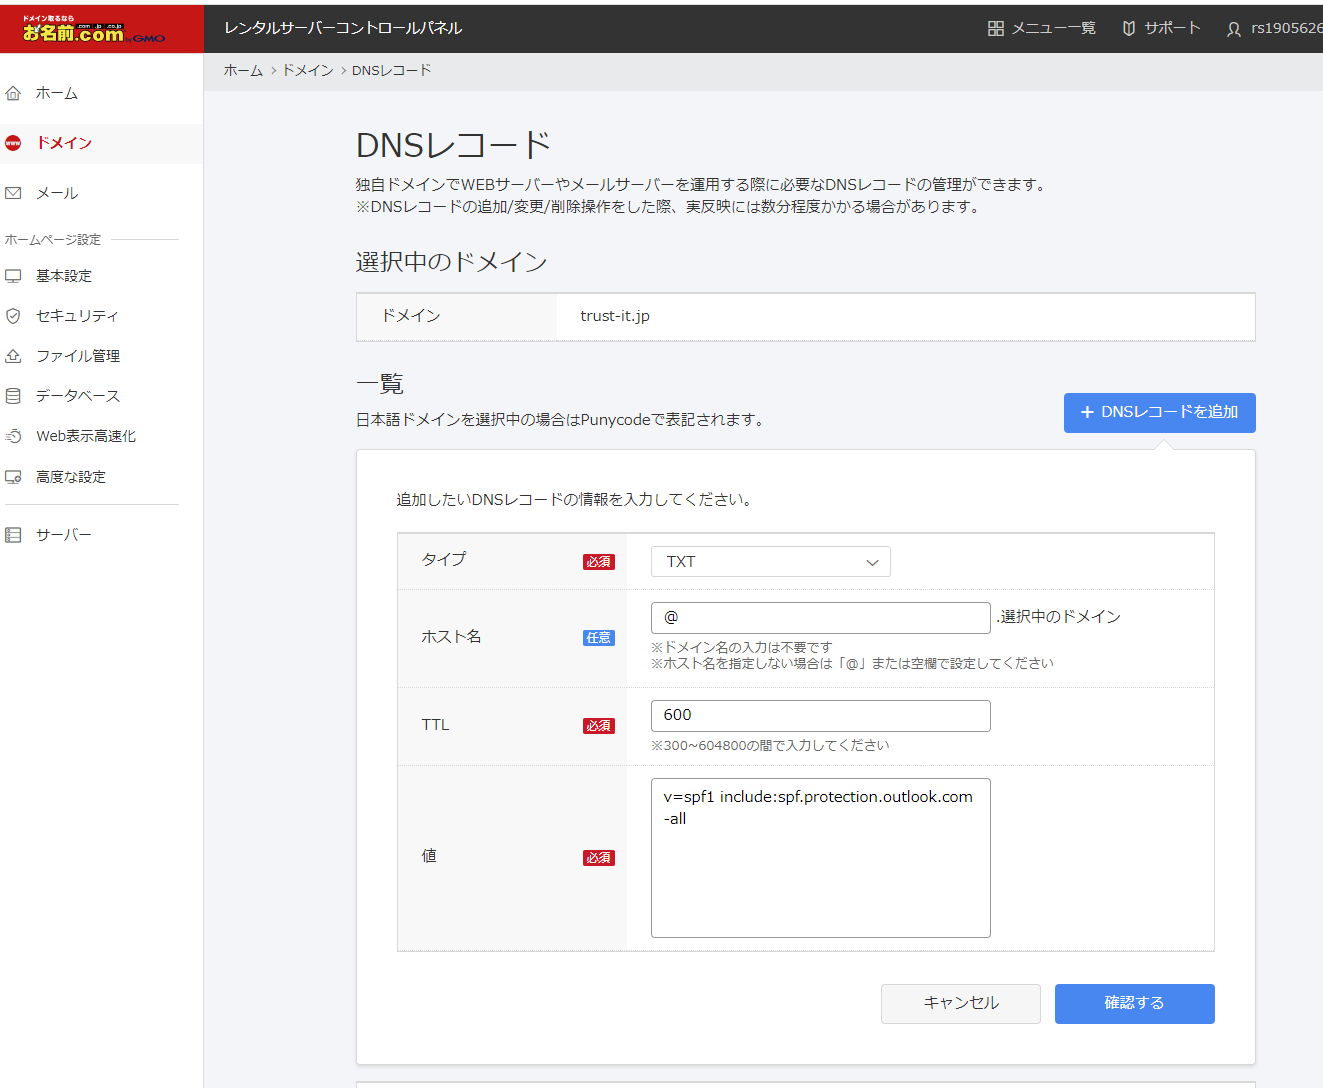 ドメイン取るなら
お名前.com by GMO
.com .jp .co.jp
レンタルサーバーコントロールパネル
メニュー一覧
サポート
rs1905626
ホーム > ドメイン > DNSレコード
ホーム
ドメイン
メール
ホームページ設定
基本設定
セキュリティ
ファイル管理
データベース
Web表示高速化
高度な設定
サーバー
DNSレコード
独自ドメインでWEBサーバーやメールサーバーを運用する際に必要なDNSレコードの管理ができます。
※DNSレコードの追加/変更/削除操作をした際、実反映には数分程度かかる場合があります。
選択中のドメイン
ドメイン trust-it.jp
一覧
日本語ドメインを選択中の場合はPunycodeで表記されます。
+ DNSレコードを追加
追加したいDNSレコードの情報を入力してください。
タイプ 必須 TXT
ホスト名 任意 @ .選択中のドメイン
※ドメイン名の入力は不要です
※ホスト名を指定しない場合は「@」または空欄で設定してください
TTL 必須 600
※300~604800の間で入力してください
値 必須 v=spf1 include:spf.protection.outlook.com
-all
キャンセル
確認する